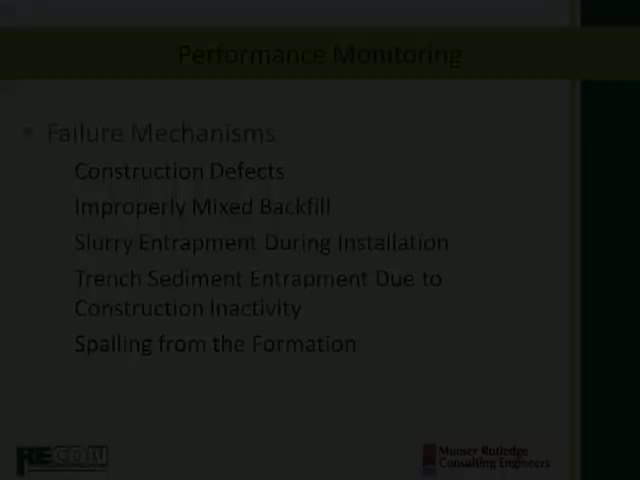 Performance Monitoring
• Failure Mechanisms
Construction Defects
Improperly Mixed Backfill
Slurry Entrapment During Installation
Trench Sediment Entrapment Due to
Construction Inactivity
Spalling from the Formation
RECON
Mueser Rutledge
Consulting Engineers